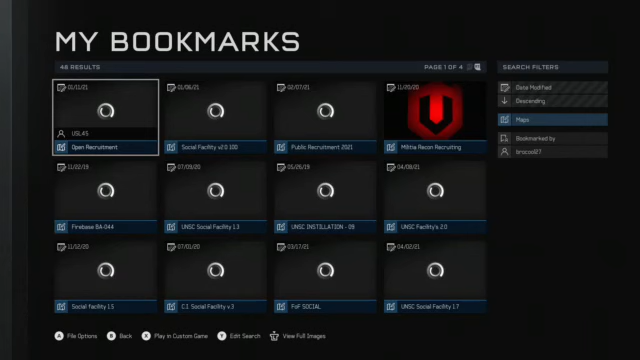 MY BOOKMARKS
46 RESULTS
PAGE 1 OF 4
SEARCH FILTERS
01/11/21
USL4S
Open Recruitment
01/06/21
Social Facility v2.0 100
02/07/21
Public Recruitment 2021
11/20/20
Militia Recon Recruiting
Date Modified
Descending
Maps
Bookmarked by
11/02/19
Firebase BA-044
07/09/20
UNSC Social Facility 1.3
05/26/19
UNSC INSTILLATION - 09
04/08/21
UNSC Facility's 2.0
11/12/20
Social facility 1.5
07/01/20
C.I. Social Facility v.3
03/17/21
FoF SOCIAL
04/02/21
UNSC Social Facility 1.7
A File Options
B Back
X Play in Custom Game
Y Edit Search
View Full Images